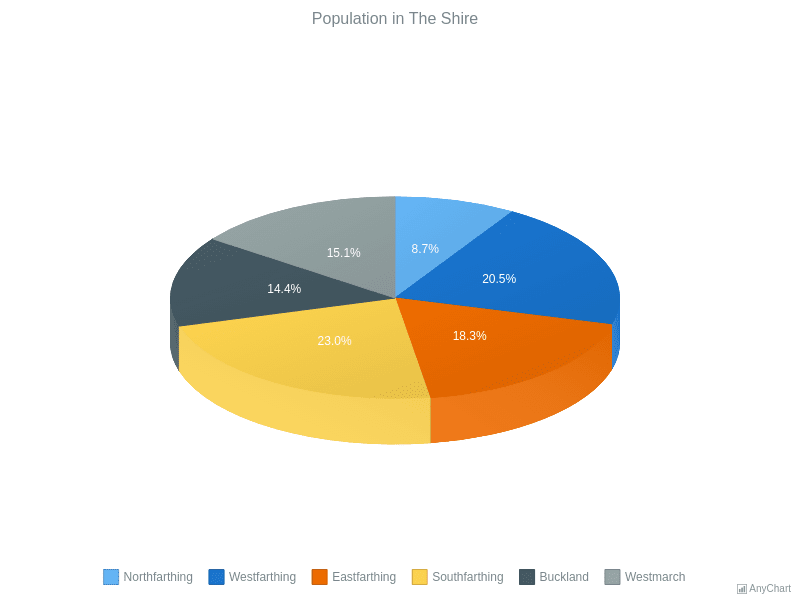 Population in The Shire
8.7%
15.1%
20.5%
14.4%
18.3%
23.0%
Northfarthing Westfarthing Eastfarthing Southfarthing Buckland Westmarch
AnyChart